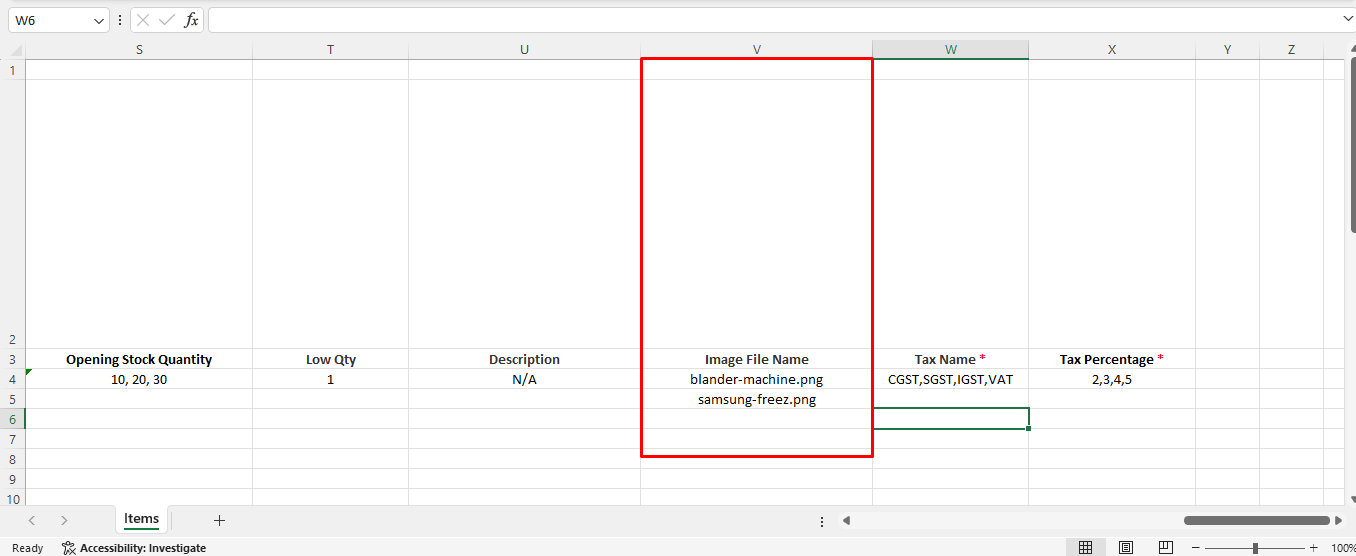 W6 fx
S T U V W X Y Z
1
2
3 Opening Stock Quantity Low Qty Description Image File Name Tax Name * Tax Percentage *
4 10, 20, 30 1 N/A blander-machine.png CGST,SGST,IGST,VAT 2,3,4,5
5 samsung-freez.png
6
7
8
9
10
Items
Ready Accessibility: Investigate 100%